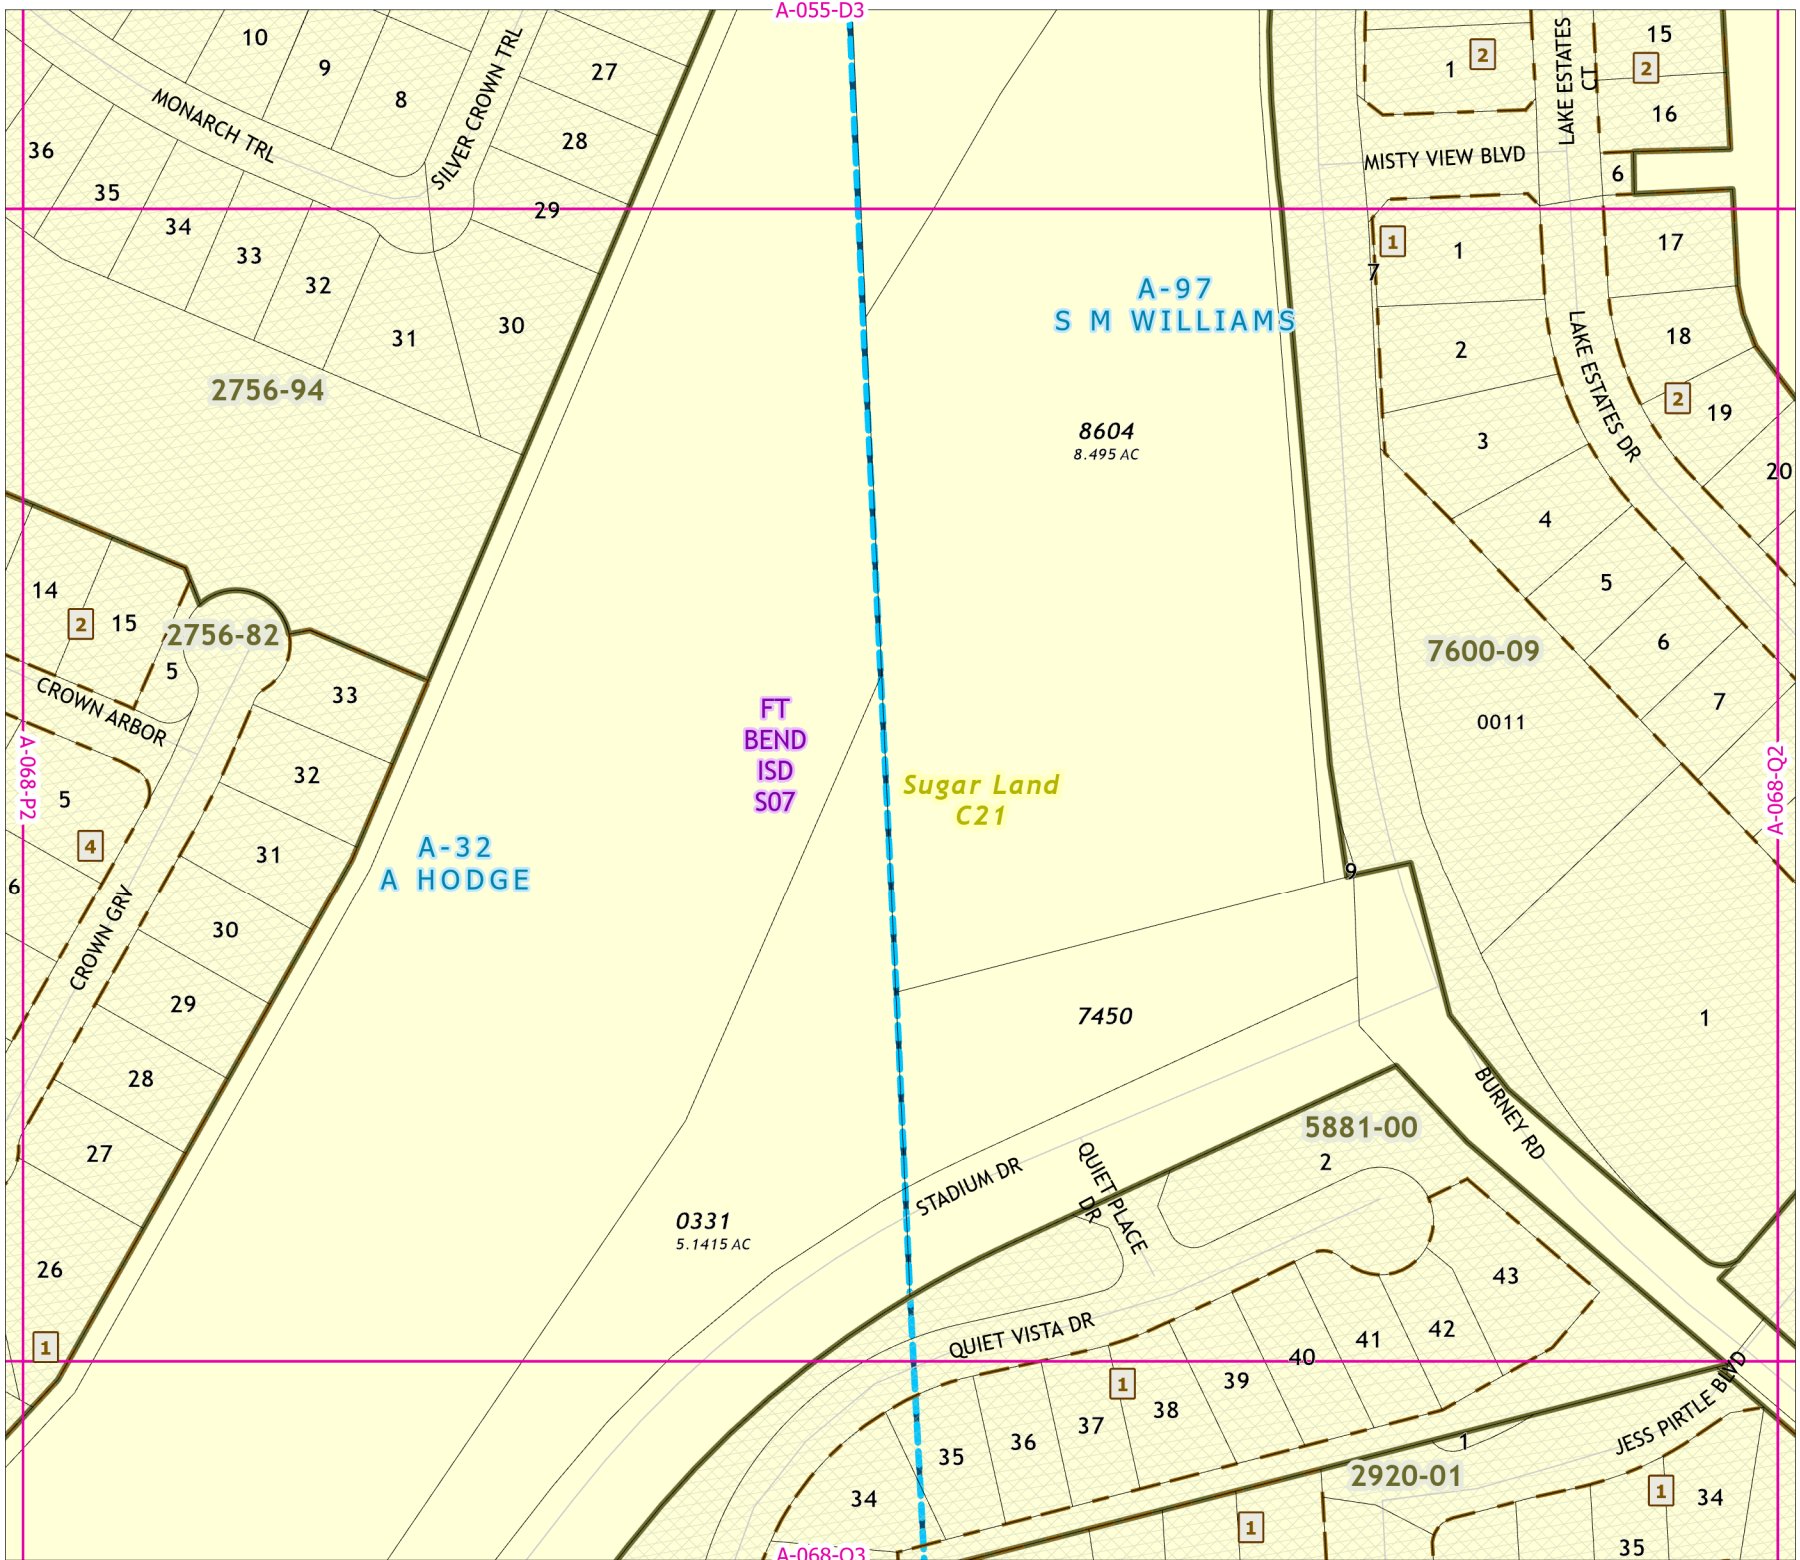 A-055-D3
10
9
8
27
28
29
MONARCH TRL
SILVER CROWN TRL
36
35
34
33
32
31
30
2756-94
1
2
LAKE ESTATES
CT
15
2
16
MISTY VIEW BLVD
6
1
1
7
17
A-97
S M WILLIAMS
2
18
LAKE ESTATES DR
2
19
3
20
8604
8.495 AC
4
5
6
7
7600-09
0011
14
2
15
2756-82
5
33
CROWN ARBOR
A-068-P2
32
5
4
31
6
CROWN GRV
30
29
28
27
26
1
FT
BEND
ISD
S07
Sugar Land
C21
A-32
A HODGE
A-068-Q2
9
7450
1
BURNEY RD
5881-00
2
STADIUM DR
QUIET PLACE
DR
0331
5.1415 AC
43
QUIET VISTA DR
42
41
40
39
1
38
37
36
35
34
JESS PIRTLE BLVD
1
2920-01
1
34
1
35
A-068-Q3